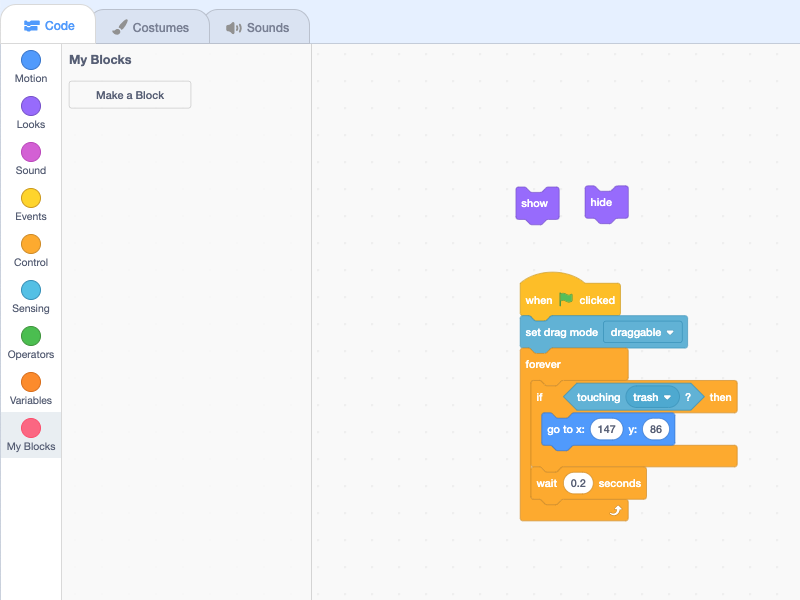 Code Costumes Sounds
Motion
Looks
Sound
Events
Control
Sensing
Operators
Variables
My Blocks
My Blocks
Make a Block
show hide
when clicked
set drag mode draggable
forever
if touching trash ? then
go to x: 147 y: 86
wait 0.2 seconds